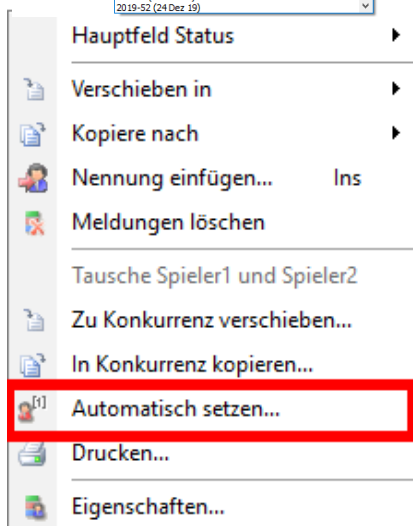 2019-52 (24 Dez 19)
Hauptfeld Status
Verschieben in
Kopiere nach
Nennung einfügen... Ins
Meldungen löschen
Tausche Spieler1 und Spieler2
Zu Konkurrenz verschieben...
In Konkurrenz kopieren...
[1] Automatisch setzen...
Drucken...
Eigenschaften...